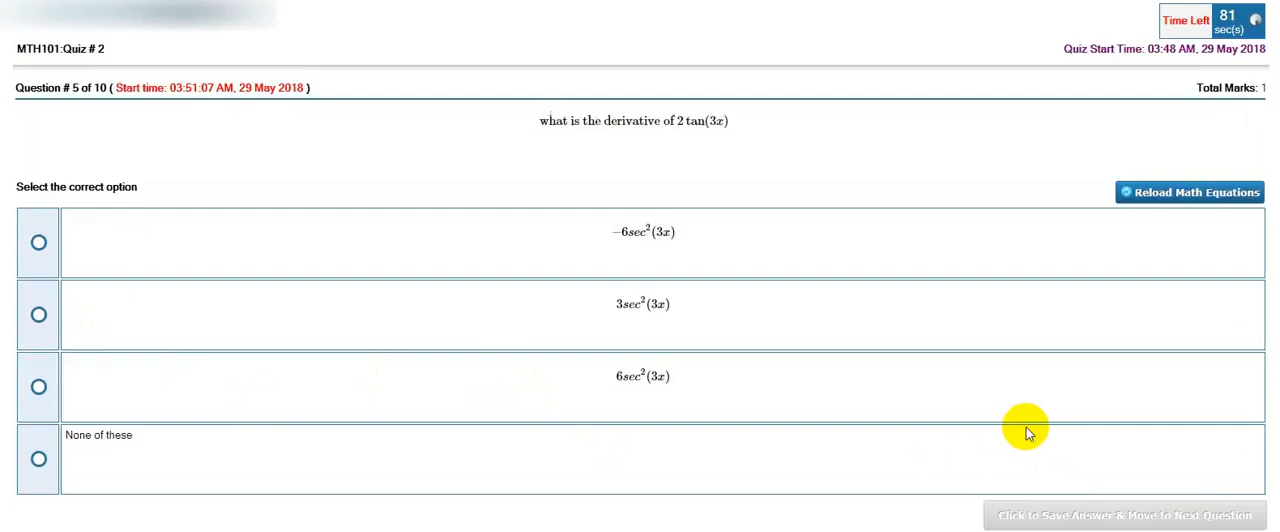 Time Left 81 sec(s)
MTH101:Quiz # 2
Quiz Start Time: 03:48 AM, 29 May 2018
Question # 5 of 10 ( Start time: 03:51:07 AM, 29 May 2018 )
Total Marks: 1
what is the derivative of 2 tan(3x)
Select the correct option
Reload Math Equations
−6sec²(3x)
3sec²(3x)
6sec²(3x)
None of these
Click to Save Answer & Move to Next Question